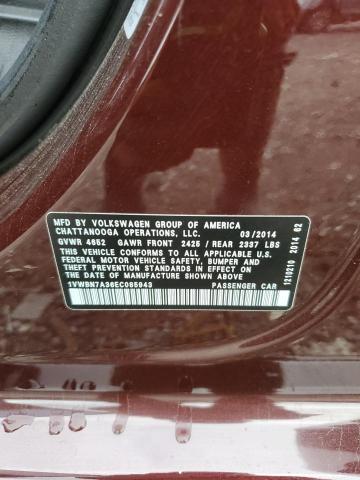 MFD BY VOLKSWAGEN GROUP OF AMERICA
CHATTANOOGA OPERATIONS, LLC. 03/2014
GVWR 4652 GAWR FRONT 2425 / REAR 2337 LBS
THIS VEHICLE CONFORMS TO ALL APPLICABLE U.S.
FEDERAL MOTOR VEHICLE SAFETY, BUMPER AND
THEFT PREVENTION STANDARDS IN EFFECT ON THE
DATE OF MANUFACTURE SHOWN ABOVE
1VWBN7A36EC085943 PASSENGER CAR
1210210 2014 62